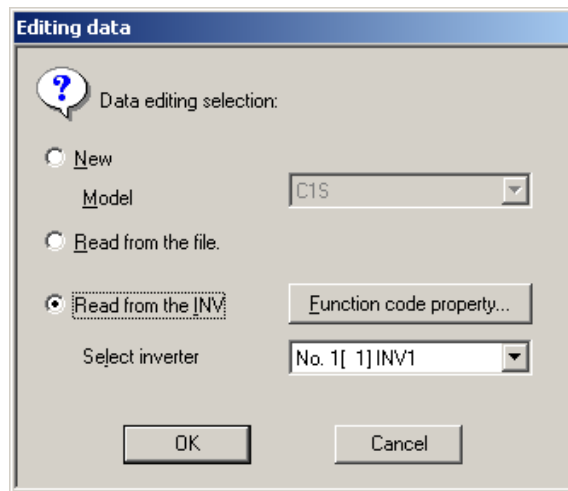 Editing data
?
Data editing selection:
New
Model
C1S
Read from the file.
Read from the INV
Function code property...
Select inverter
No. 1[ 1] INV1
OK
Cancel